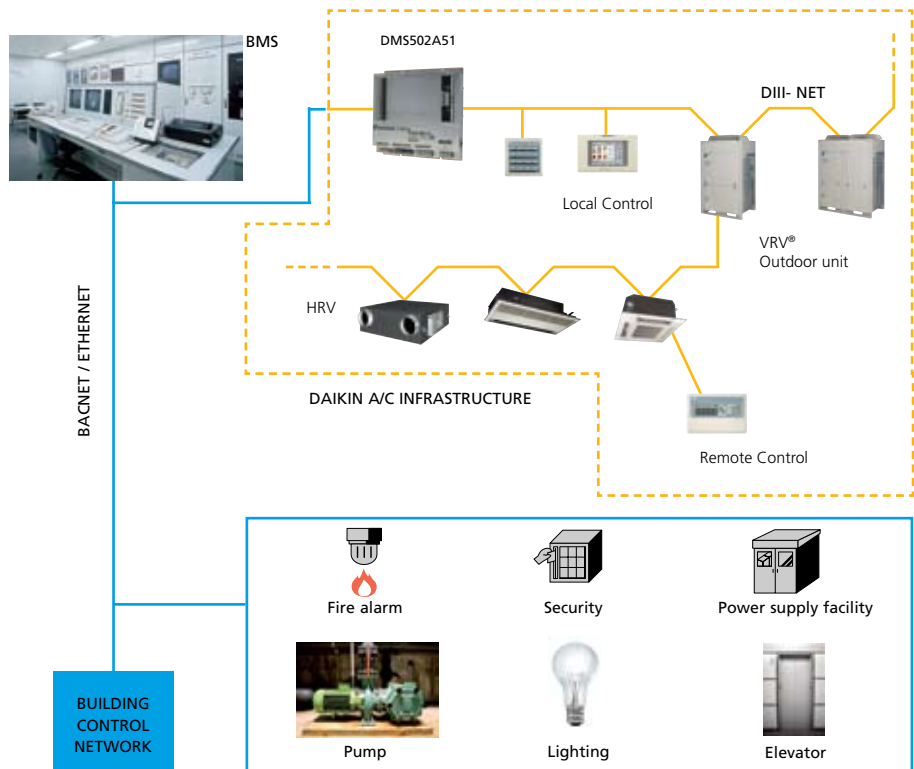 BMS
DMS502A51
DIII- NET
Local Control
VRV®
Outdoor unit
HRV
BACNET / ETHERNET
DAIKIN A/C INFRASTRUCTURE
Remote Control
Fire alarm
Security
Power supply facility
BUILDING
CONTROL
NETWORK
Pump
Lighting
Elevator